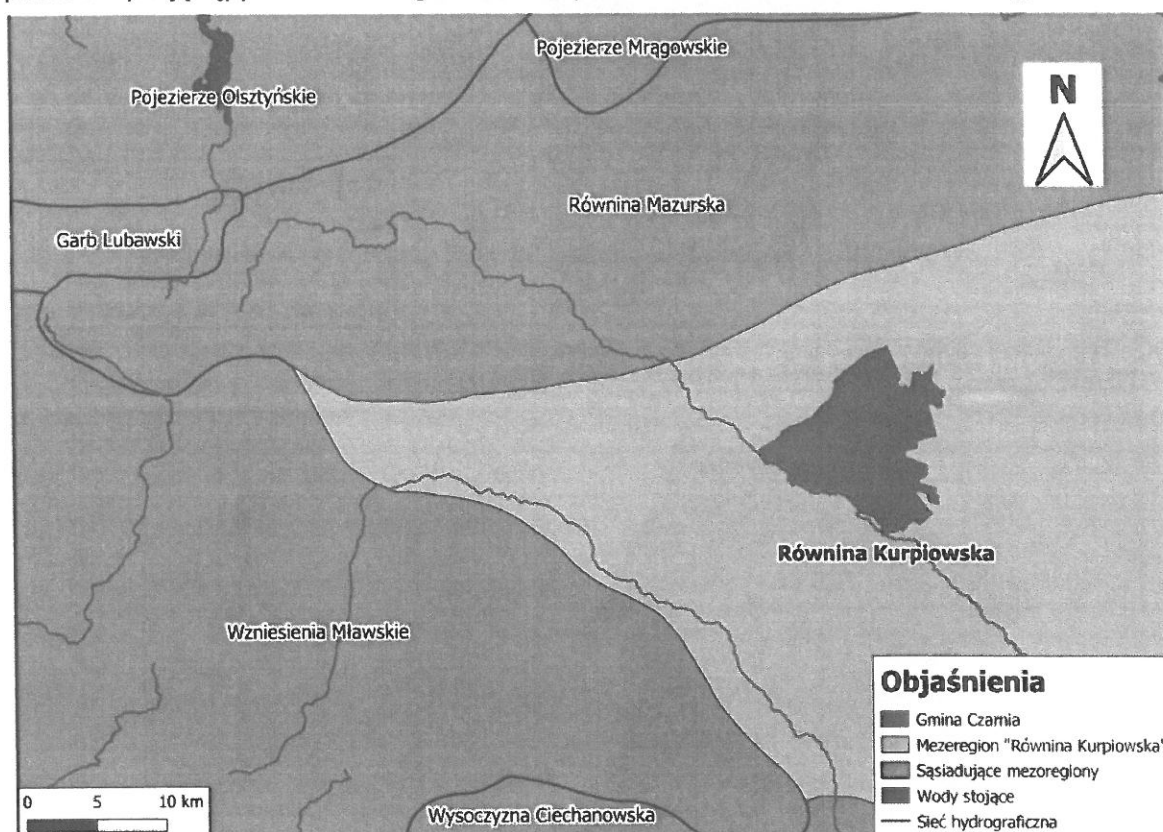 Pojezierze Mrągowskie
Pojezierze Olsztyńskie
N
Równina Mazurska
Garb Lubawski
Równina Kurpiowska
Wzniesienia Mławskie
Wysoczyzna Ciechanowska
0 5 10 km
Objaśnienia
Gmina Czarnia
Mezeregion "Równina Kurpiowska"
Sąsiadujące mezoregiony
Wody stojące
Sieć hydrograficzna